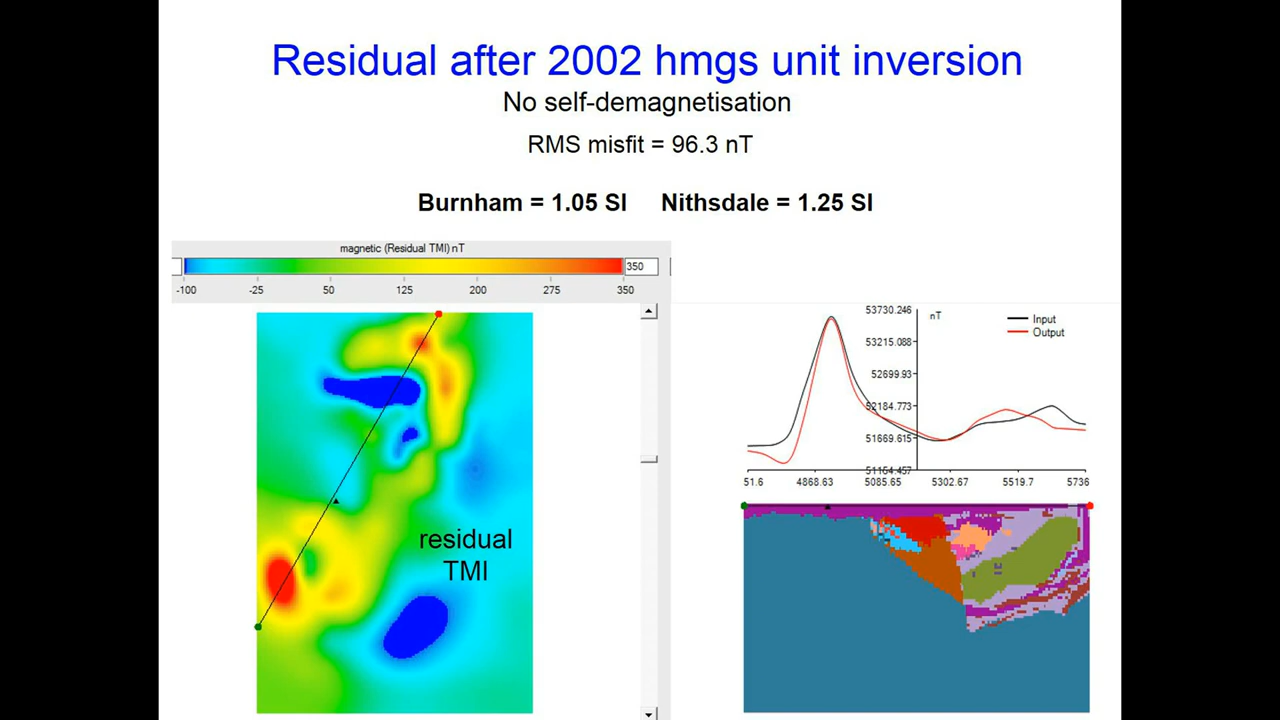 Residual after 2002 hmgs unit inversion
No self-demagnetisation
RMS misfit = 96.3 nT
Burnham = 1.05 SI Nithsdale = 1.25 SI
magnetic (Residual TMI) nT
350
-100 -25 50 125 200 275 350
residual
TMI
53730.246
nT
Input
Output
53215.088
52699.93
52184.773
51669.615
51164.457
51.6 4868.63 5085.65 5302.67 5519.7 5736